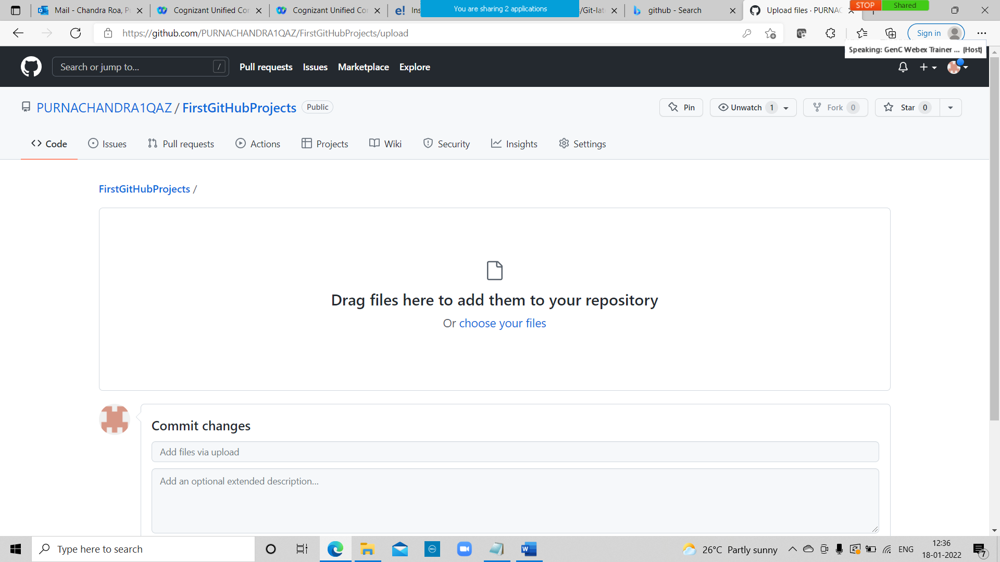 Mail - Chandra Roa, P
Cognizant Unified Cor
Cognizant Unified Co
e! Ins
You are sharing 2 applications
/Git-late
github - Search
Upload files · PURNAC
STOP
Shared
https://github.com/PURNACHANDRA1QAZ/FirstGitHubProjects/upload
Sign in
Speaking: GenC Webex Trainer ... (Host)
Search or jump to...
/
Pull requests
Issues
Marketplace
Explore
PURNACHANDRA1QAZ / FirstGitHubProjects
Public
Pin
Unwatch 1
Fork 0
Star 0
Code
Issues
Pull requests
Actions
Projects
Wiki
Security
Insights
Settings
FirstGitHubProjects /
Drag files here to add them to your repository
Or choose your files
Commit changes
Add files via upload
Add an optional extended description...
Type here to search
DELL
W
26°C Partly sunny
ENG
12:36
18-01-2022
7